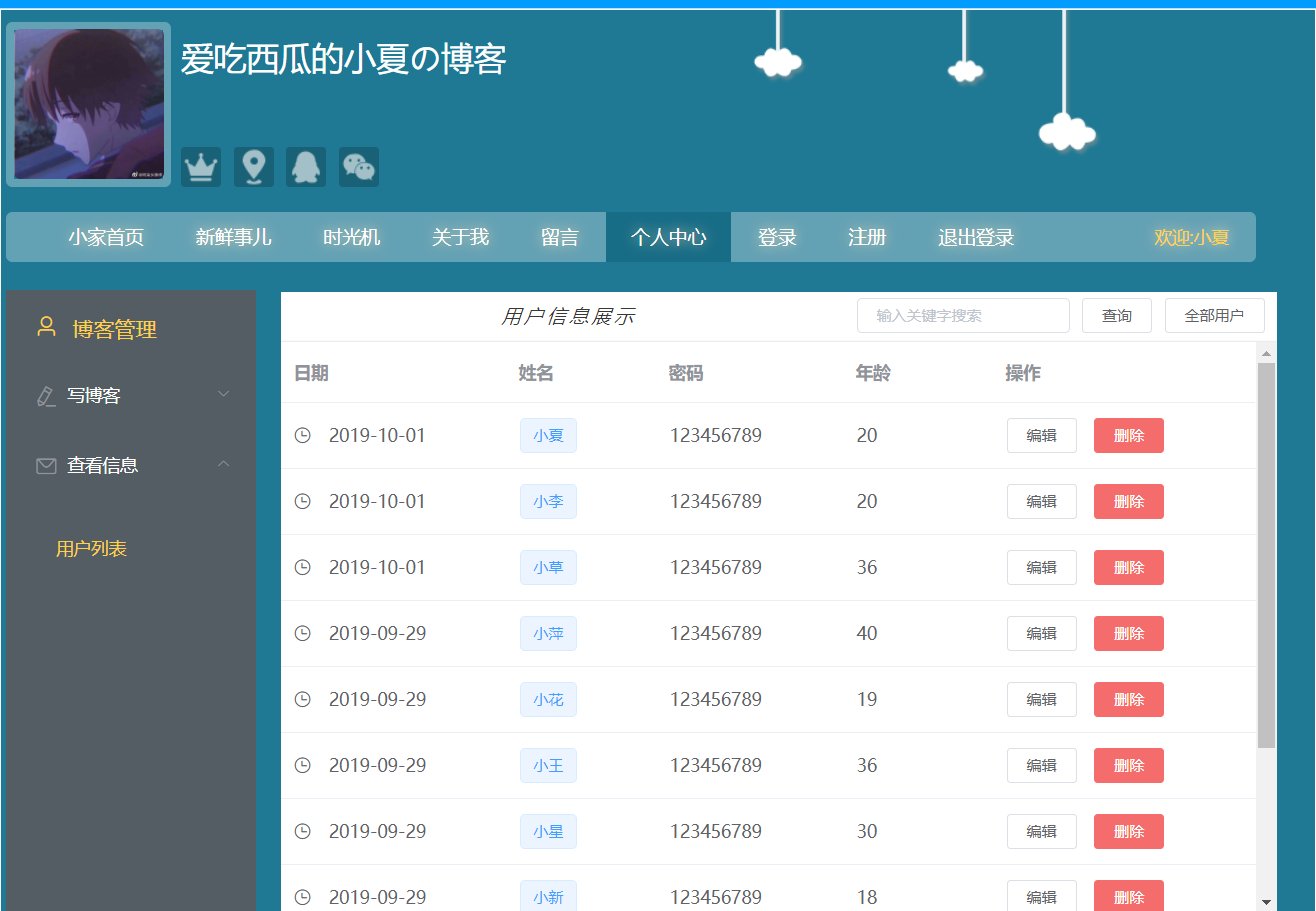 爱吃西瓜的小夏の博客
小家首页 新鲜事儿 时光机 关于我 留言 个人中心 登录 注册 退出登录 欢迎:小夏
博客管理
写博客
查看信息
用户列表
用户信息展示 输入关键字搜索 查询 全部用户
日期 姓名 密码 年龄 操作
2019-10-01 小夏 123456789 20 编辑 删除
2019-10-01 小李 123456789 20 编辑 删除
2019-10-01 小草 123456789 36 编辑 删除
2019-09-29 小萍 123456789 40 编辑 删除
2019-09-29 小花 123456789 19 编辑 删除
2019-09-29 小王 123456789 36 编辑 删除
2019-09-29 小星 123456789 30 编辑 删除
2019-09-29 小新 123456789 18 编辑 删除